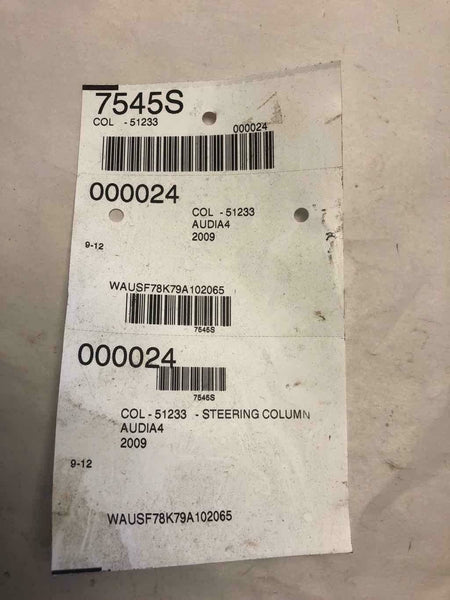 7545S
COL - 51233
000024
000024
COL - 51233
AUDIA4
2009
9-12
WAUSF78K79A102065
7545S
000024
7545S
COL - 51233 - STEERING COLUMN
AUDIA4
2009
9-12
WAUSF78K79A102065